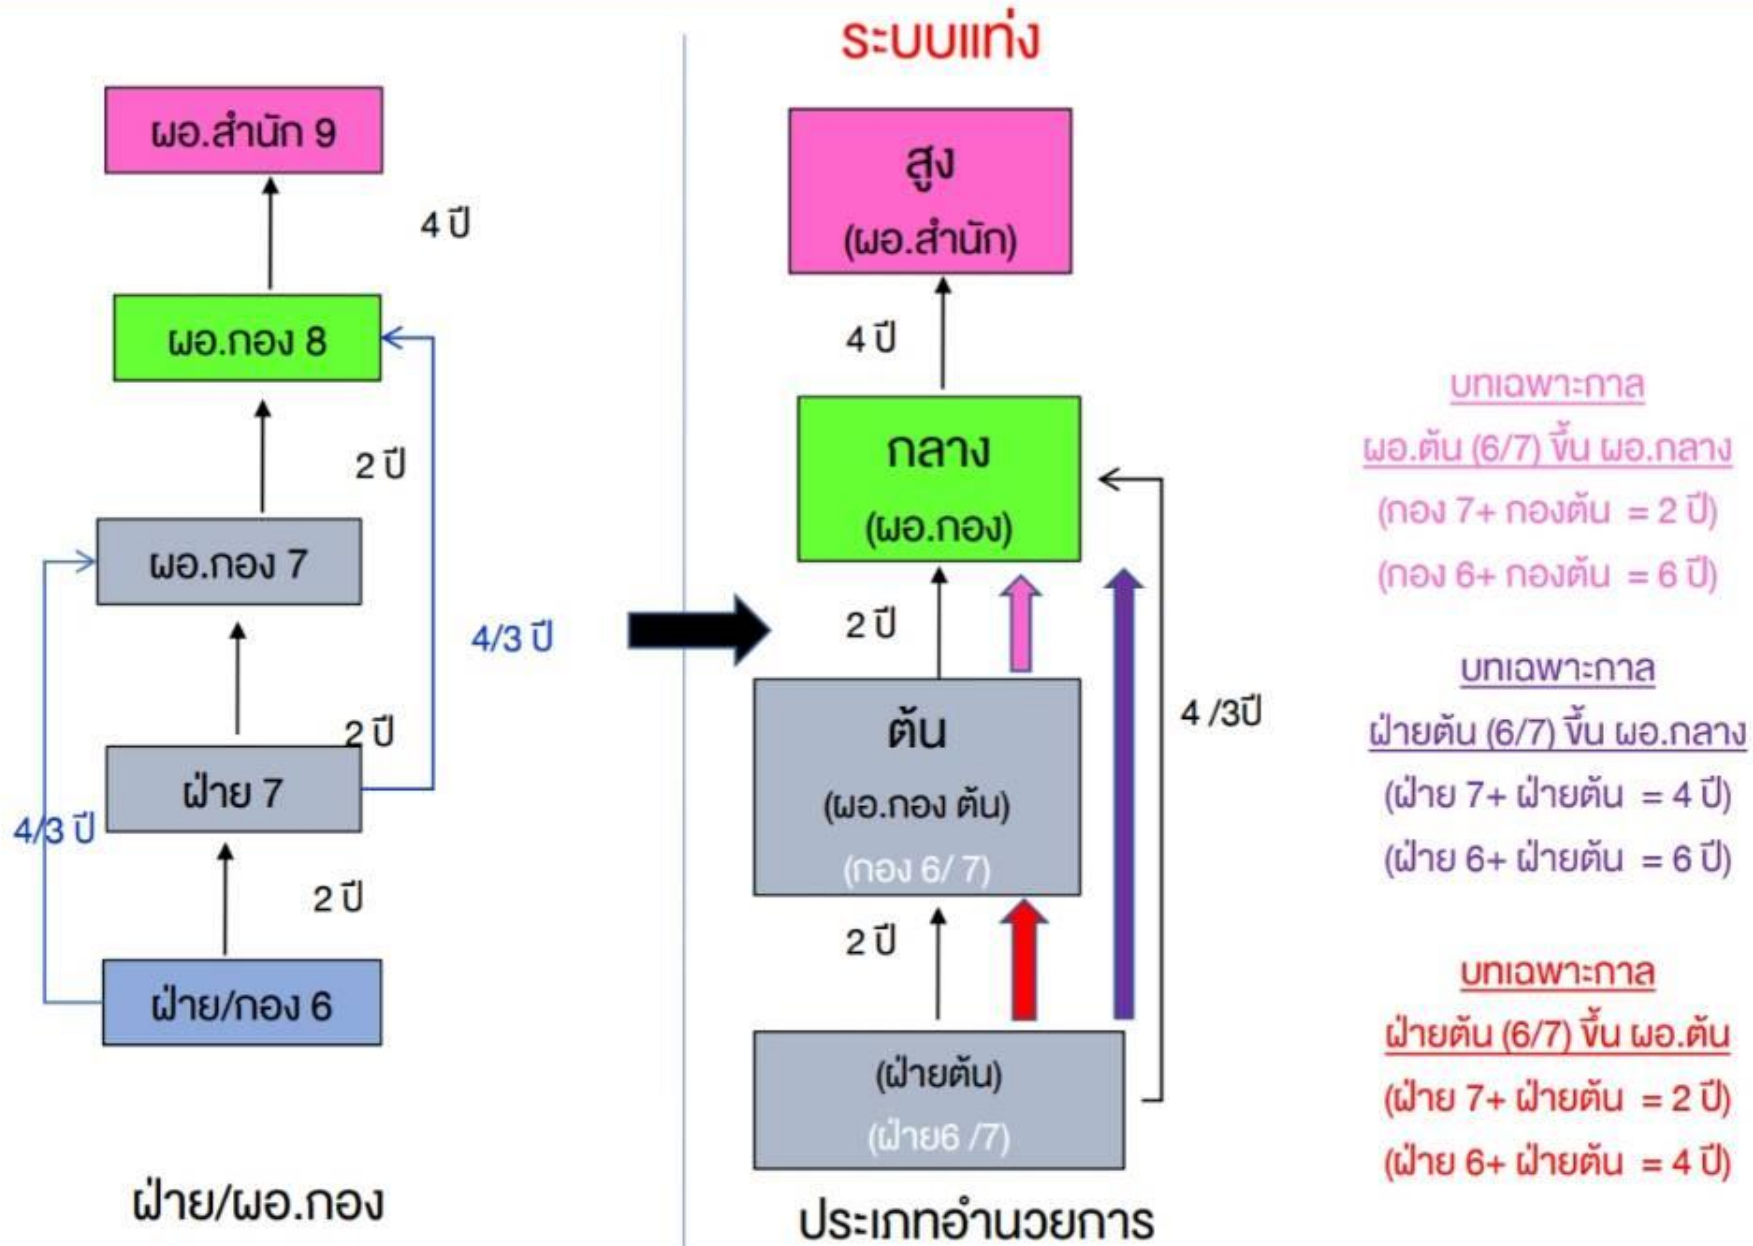 ระบบแท่ง
ผอ.สำนัก 9
4 ปี
ผอ.กอง 8
2 ปี
ผอ.กอง 7
4/3 ปี
2 ปี
ฝ่าย 7
4/3 ปี
2 ปี
ฝ่าย/กอง 6
ฝ่าย/ผอ.กอง
สูง
(ผอ.สำนัก)
4 ปี
กลาง
(ผอ.กอง)
2 ปี
4 /3ปี
ต้น
(ผอ.กอง ต้น)
(กอง 6/ 7)
2 ปี
(ฝ่ายต้น)
(ฝ่าย6 /7)
ประเภทอำนวยการ
บทเฉพาะกาล
ผอ.ต้น (6/7) ขึ้น ผอ.กลาง
(กอง 7+ กองต้น = 2 ปี)
(กอง 6+ กองต้น = 6 ปี)
บทเฉพาะกาล
ฝ่ายต้น (6/7) ขึ้น ผอ.กลาง
(ฝ่าย 7+ ฝ่ายต้น = 4 ปี)
(ฝ่าย 6+ ฝ่ายต้น = 6 ปี)
บทเฉพาะกาล
ฝ่ายต้น (6/7) ขึ้น ผอ.ต้น
(ฝ่าย 7+ ฝ่ายต้น = 2 ปี)
(ฝ่าย 6+ ฝ่ายต้น = 4 ปี)